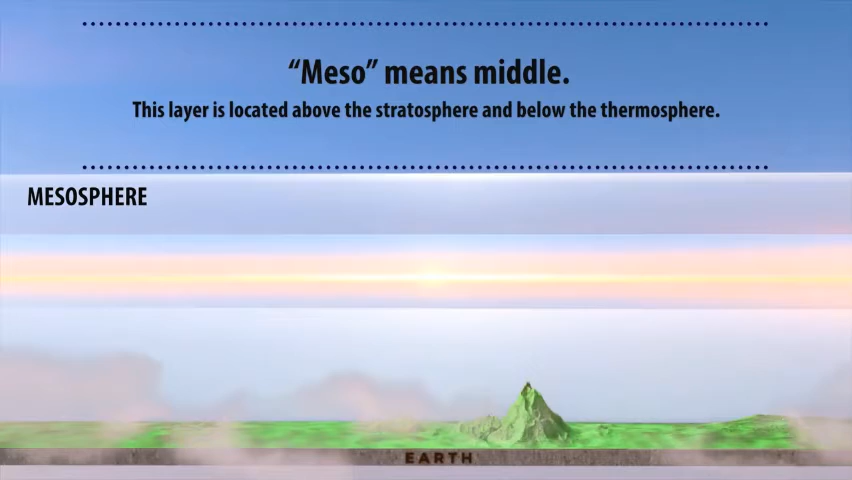 “Meso” means middle.
This layer is located above the stratosphere and below the thermosphere.
MESOSPHERE
EARTH